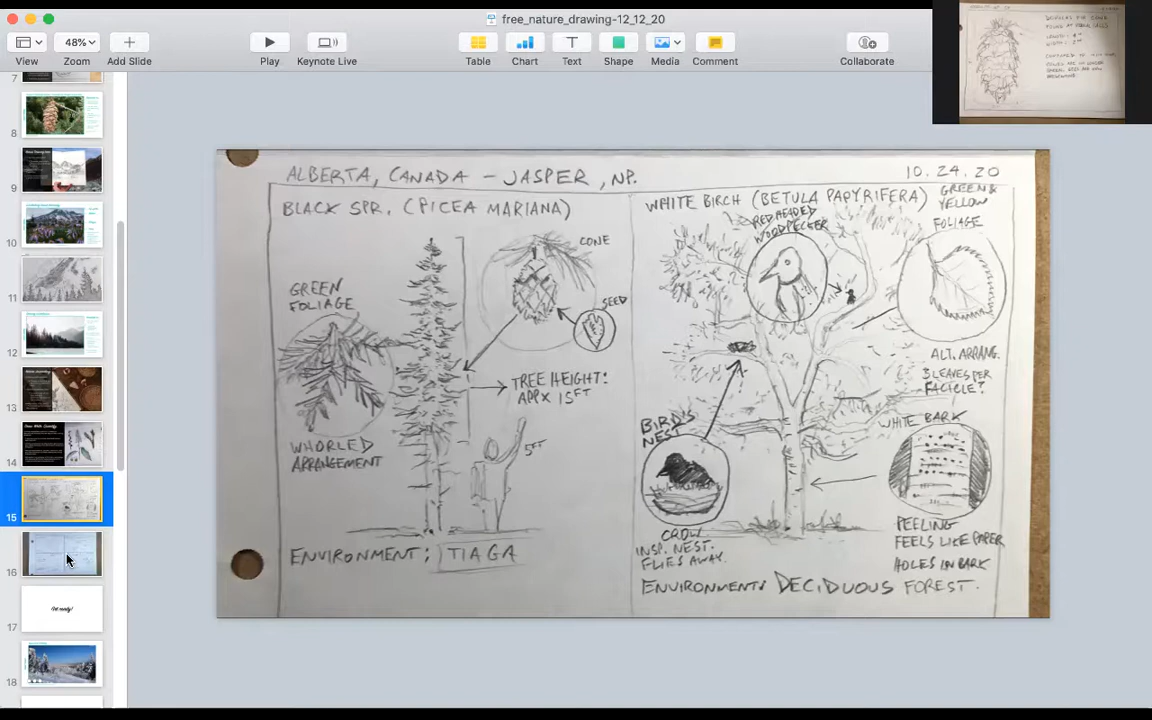 free_nature_drawing-12_12_20
View
48%
Zoom
Add Slide
Play
Keynote Live
Table
Chart
Text
Shape
Media
Comment
Collaborate
7
8
9
10
11
12
13
14
15
16
17
18
ALBERTA, CANADA - JASPER, NP.
10.24.20
BLACK SPR. (PICEA MARIANA)
CONE
GREEN
FOLIAGE
SEED
TREE HEIGHT:
APPX 15FT
5FT
WHORLED
ARRANGEMENT
ENVIRONMENT: TIAGA
WHITE BIRCH (BETULA PAPYRIFERA)
RED HEADED
WOODPECKER
GREEN &
YELLOW
FOLIAGE
ALT. ARRANG.
3 LEAVES PER
FACICLE?
BIRD'S
NEST
WHITE BARK
CROW
INSP. NEST.
FLIES AWAY.
PEELING
FEELS LIKE PAPER
HOLES IN BARK
ENVIRONMENT: DECIDUOUS FOREST.